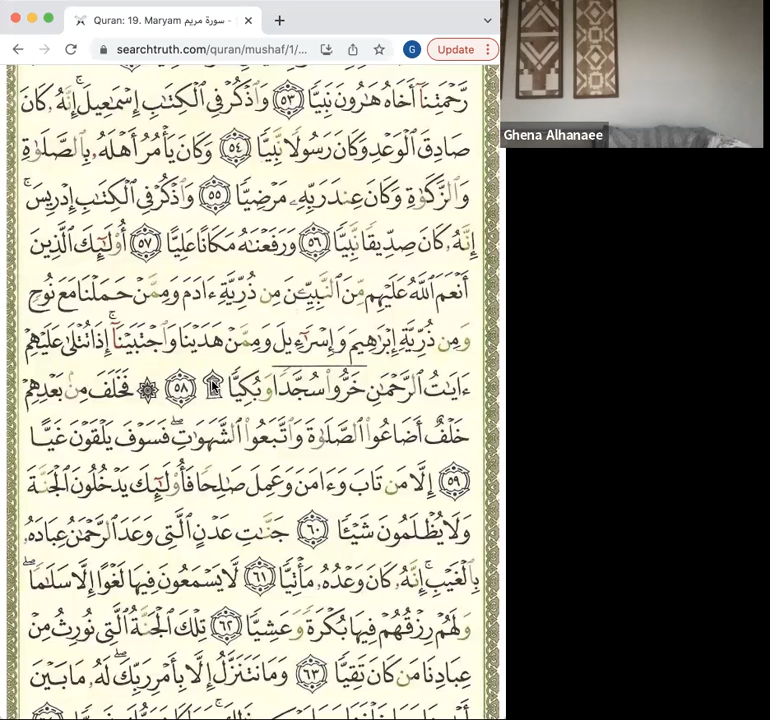 Quran: 19. Maryam سورة مريم -
searchtruth.com/quran/mushaf/1/...
G
Update
Ghena Alhanaee
رَّحْمَتِنَآ أَخَاهُ هَٰرُونَ نَبِيًّا ٥٣ وَٱذْكُرْ فِى ٱلْكِتَٰبِ إِسْمَٰعِيلَ ۚ إِنَّهُۥ كَانَ
صَادِقَ ٱلْوَعْدِ وَكَانَ رَسُولًا نَّبِيًّا ٥٤ وَكَانَ يَأْمُرُ أَهْلَهُۥ بِٱلصَّلَوٰةِ
وَٱلزَّكَوٰةِ وَكَانَ عِندَ رَبِّهِۦ مَرْضِيًّا ٥٥ وَٱذْكُرْ فِى ٱلْكِتَٰبِ إِدْرِيسَ ۚ
إِنَّهُۥ كَانَ صِدِّيقًا نَّبِيًّا ٥٦ وَرَفَعْنَٰهُ مَكَانًا عَلِيًّا ٥٧ أُو۟لَٰٓئِكَ ٱلَّذِينَ
أَنْعَمَ ٱللَّهُ عَلَيْهِم مِّنَ ٱلنَّبِيِّـۧنَ مِن ذُرِّيَّةِ ءَادَمَ وَمِمَّنْ حَمَلْنَا مَعَ نُوحٍ
وَمِن ذُرِّيَّةِ إِبْرَٰهِيمَ وَإِسْرَٰٓءِيلَ وَمِمَّنْ هَدَيْنَا وَٱجْتَبَيْنَآ ۚ إِذَا تُتْلَىٰ عَلَيْهِمْ
ءَايَٰتُ ٱلرَّحْمَٰنِ خَرُّوا۟ سُجَّدًا وَبُكِيًّا ۩ ٥٨ ۞ فَخَلَفَ مِنۢ بَعْدِهِمْ
خَلْفٌ أَضَاعُوا۟ ٱلصَّلَوٰةَ وَٱتَّبَعُوا۟ ٱلشَّهَوَٰتِ ۖ فَسَوْفَ يَلْقَوْنَ غَيًّا
٥٩ إِلَّا مَن تَابَ وَءَامَنَ وَعَمِلَ صَٰلِحًا فَأُو۟لَٰٓئِكَ يَدْخُلُونَ ٱلْجَنَّةَ
وَلَا يُظْلَمُونَ شَيْـًٔا ٦٠ جَنَّٰتِ عَدْنٍ ٱلَّتِى وَعَدَ ٱلرَّحْمَٰنُ عِبَادَهُۥ
بِٱلْغَيْبِ ۚ إِنَّهُۥ كَانَ وَعْدُهُۥ مَأْتِيًّا ٦١ لَّا يَسْمَعُونَ فِيهَا لَغْوًا إِلَّا سَلَٰمًا ۖ
وَلَهُمْ رِزْقُهُمْ فِيهَا بُكْرَةً وَعَشِيًّا ٦٢ تِلْكَ ٱلْجَنَّةُ ٱلَّتِى نُورِثُ مِنْ
عِبَادِنَا مَن كَانَ تَقِيًّا ٦٣ وَمَا نَتَنَزَّلُ إِلَّا بِأَمْرِ رَبِّكَ ۖ لَهُۥ مَا بَيْنَ